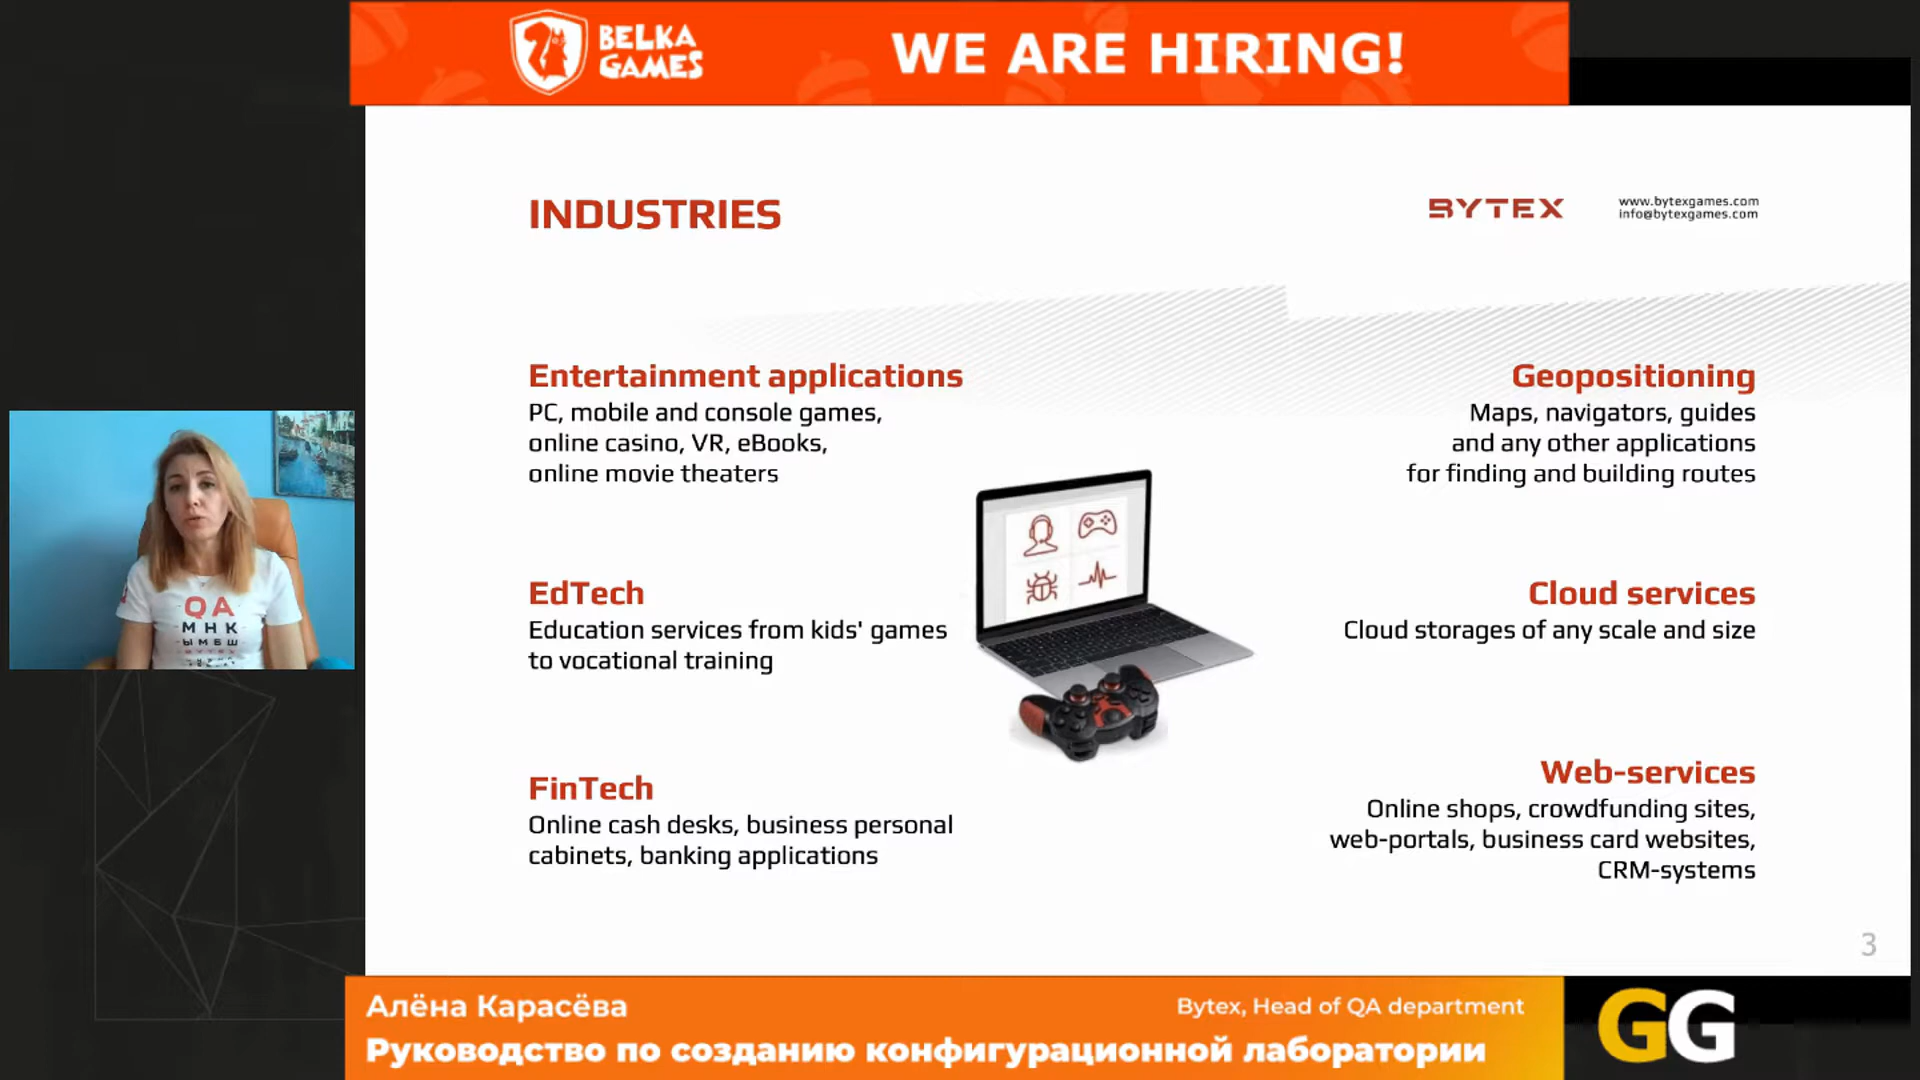 BELKA
GAMES
WE ARE HIRING!
INDUSTRIES
BYTEX
www.bytexgames.com
info@bytexgames.com
Entertainment applications
PC, mobile and console games,
online casino, VR, eBooks,
online movie theaters
Geopositioning
Maps, navigators, guides
and any other applications
for finding and building routes
EdTech
Education services from kids' games
to vocational training
Cloud services
Cloud storages of any scale and size
FinTech
Online cash desks, business personal
cabinets, banking applications
Web-services
Online shops, crowdfunding sites,
web-portals, business card websites,
CRM-systems
3
QA
М Н К
Ы М Б Ш
BYTEX
Алёна Карасёва
Bytex, Head of QA department
Руководство по созданию конфигурационной лаборатории
GG